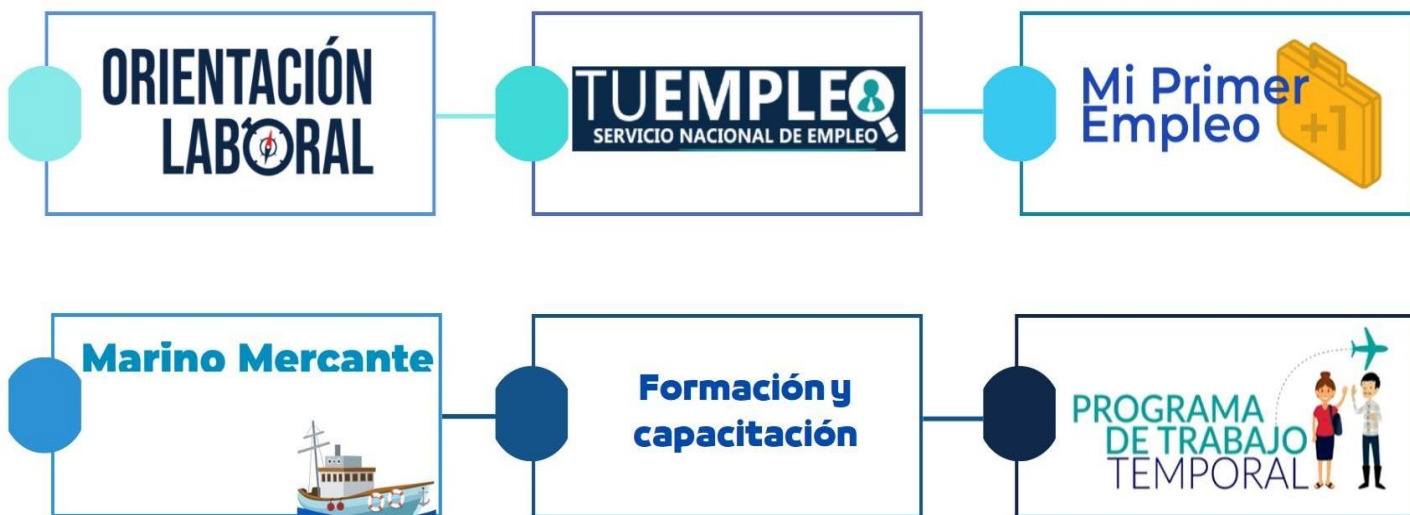 ORIENTACIÓN
LABORAL
TUEMPLEO
SERVICIO NACIONAL DE EMPLEO
Mi Primer
Empleo
+1
Marino Mercante
Formación y
capacitación
PROGRAMA
DE TRABAJO
TEMPORAL